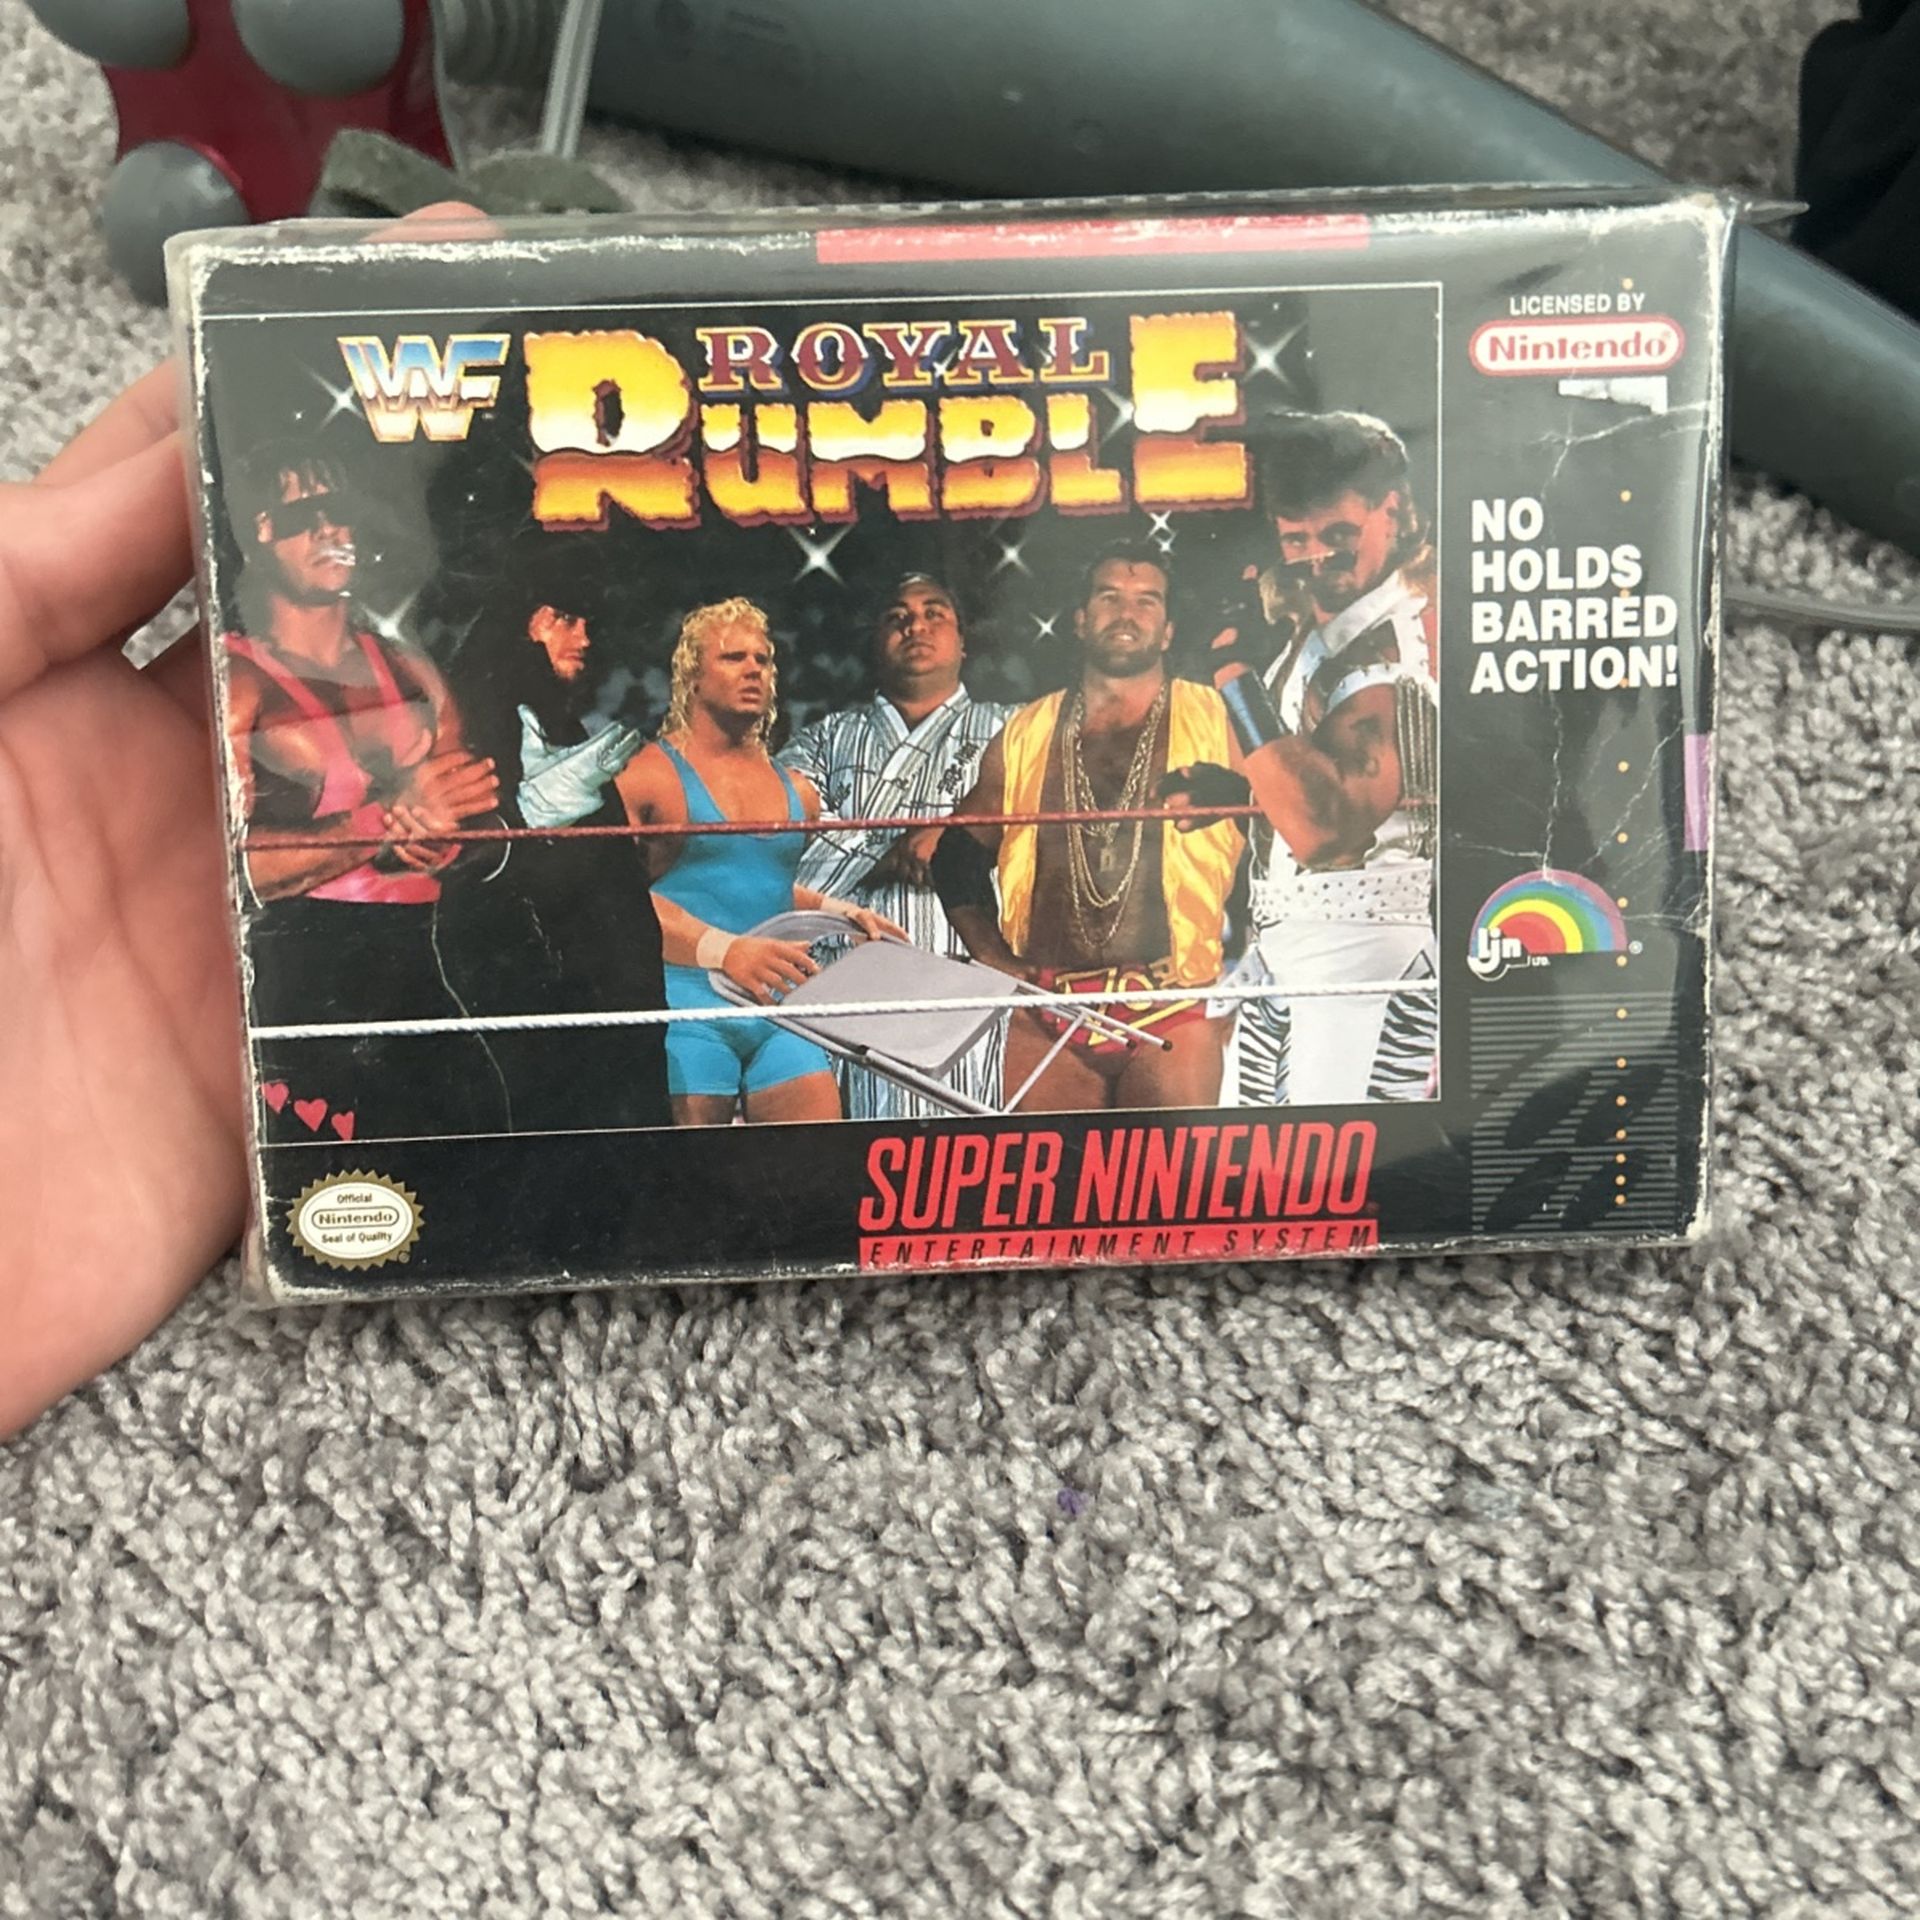 LICENSED BY
Nintendo
WF
ROYAL
RUMBLE
NO
HOLDS
BARRED
ACTION!
Ljn
LTD.
®
Official
Nintendo
Seal of Quality
SUPER NINTENDO
ENTERTAINMENT SYSTEM